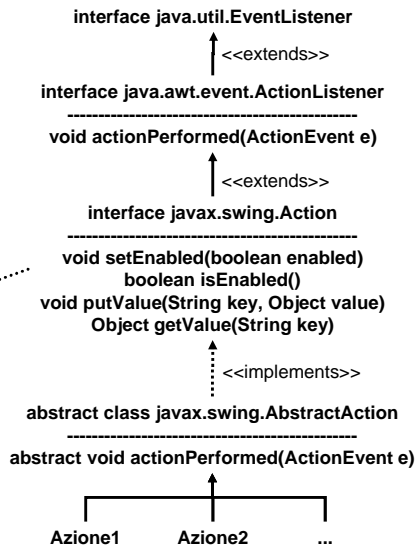 interface java.util.EventListener
<<extends>>
interface java.awt.event.ActionListener
-----------------------------------------------
void actionPerformed(ActionEvent e)
<<extends>>
interface javax.swing.Action
-----------------------------------------------
void setEnabled(boolean enabled)
boolean isEnabled()
void putValue(String key, Object value)
Object getValue(String key)
<<implements>>
abstract class javax.swing.AbstractAction
-----------------------------------------------
abstract void actionPerformed(ActionEvent e)
Azione1 Azione2 ...